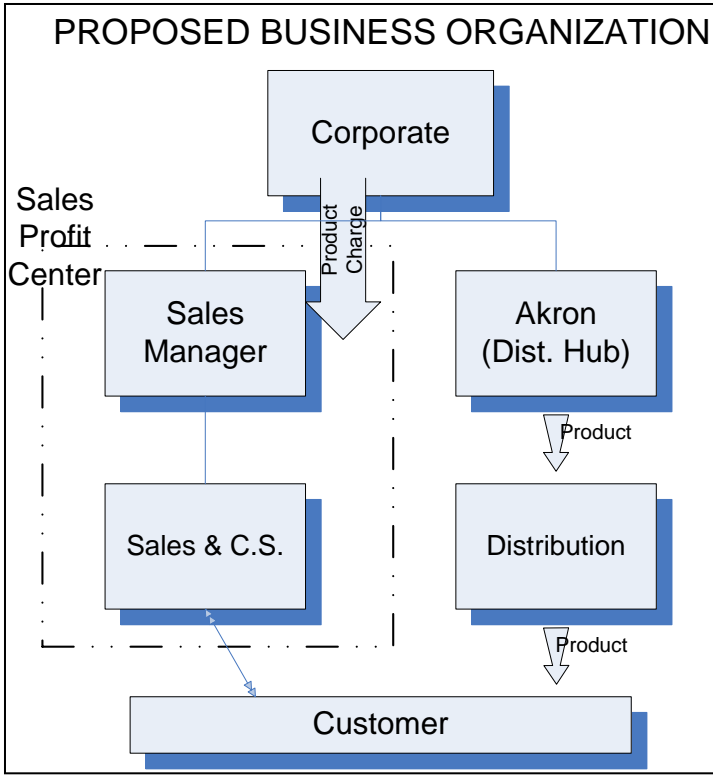 PROPOSED BUSINESS ORGANIZATION
Corporate
Sales
Profit
Center
Product
Charge
Sales
Manager
Akron
(Dist. Hub)
Product
Sales & C.S.
Distribution
Product
Customer